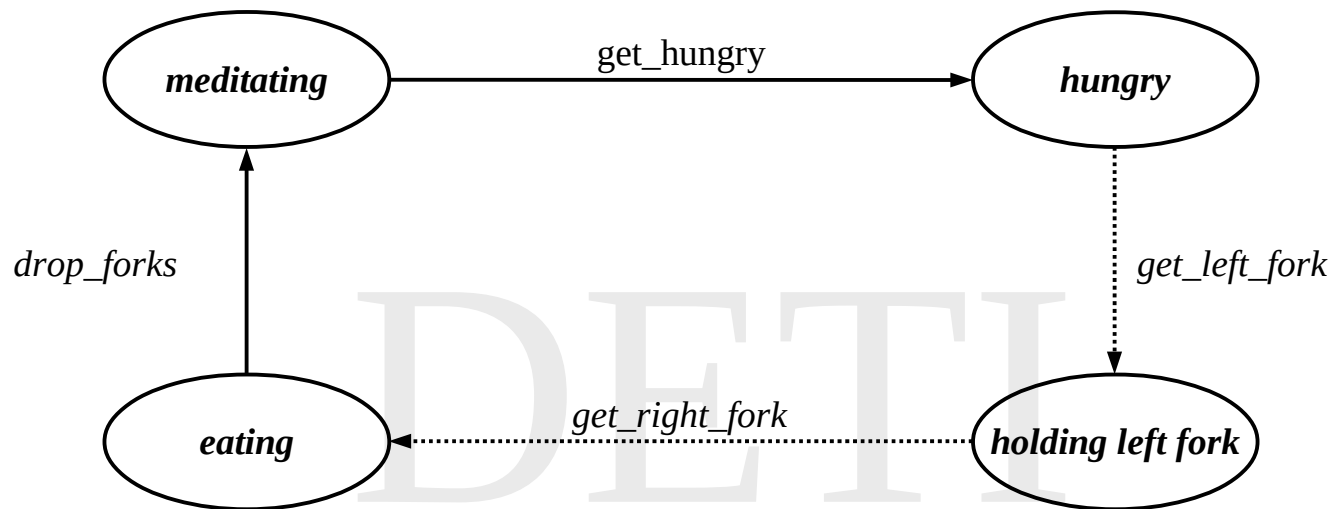 get_hungry
meditating
hungry
drop_forks
get_left_fork
get_right_fork
eating
holding left fork
DETI